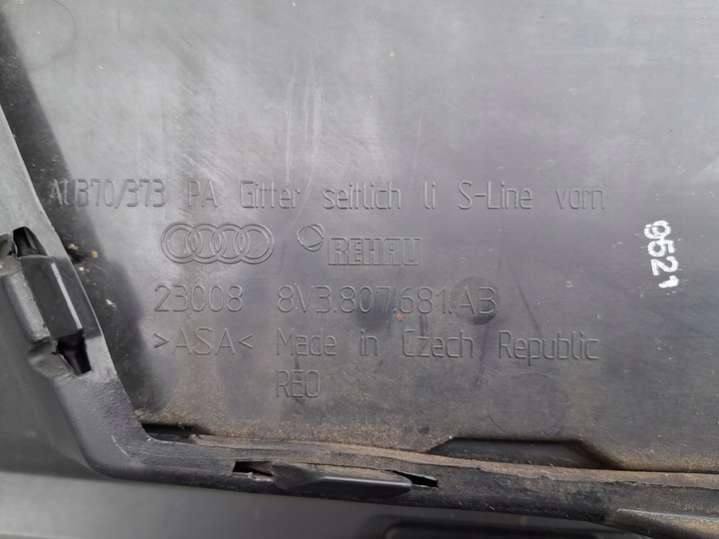 AU370/373 PA Gitter seitlich li S-Line vorn
REHAU
23008 8V3.807.681.AB
>ASA< Made in Czech Republic
REO
9521